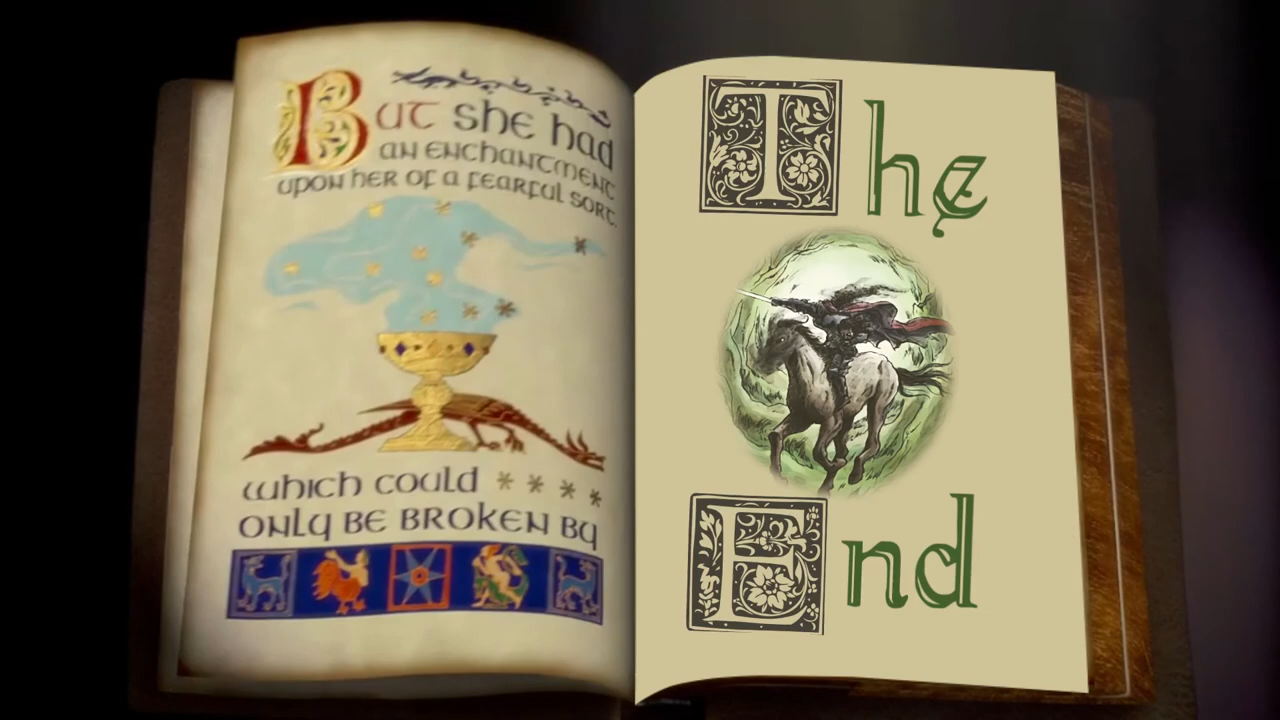 But she had
an enchantment
upon her of a fearful sort.
which could
only be broken by
The
End